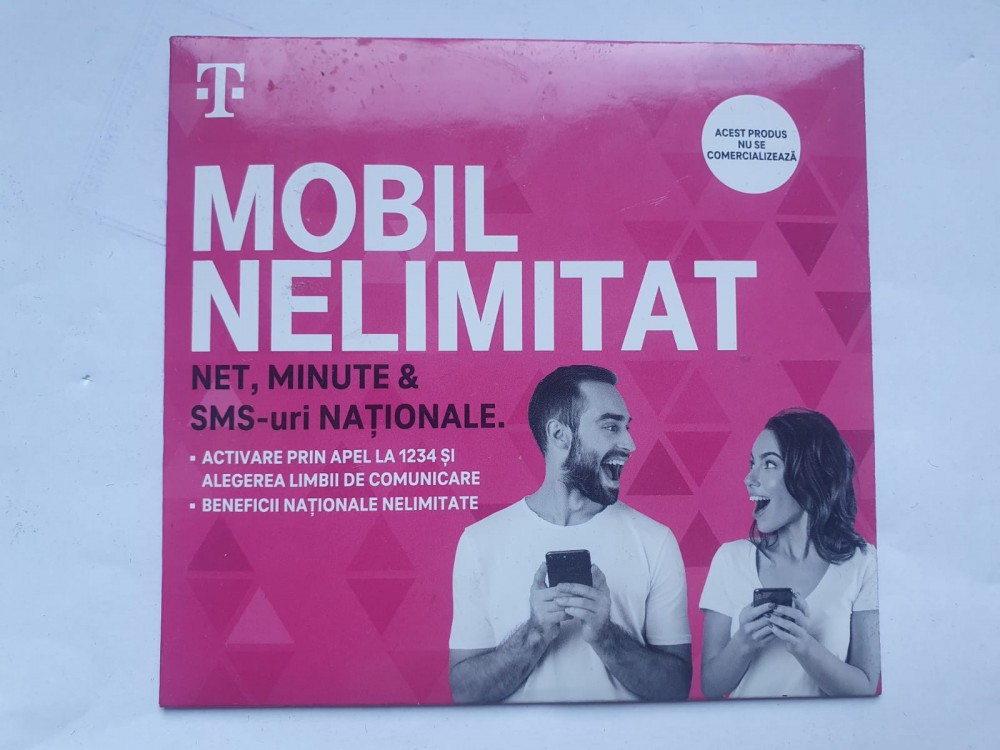 T
ACEST PRODUS
NU SE
COMERCIALIZEAZĂ
MOBIL
NELIMITAT
NET, MINUTE &
SMS-uri NAȚIONALE.
▪ ACTIVARE PRIN APEL LA 1234 ȘI
ALEGEREA LIMBII DE COMUNICARE
▪ BENEFICII NAȚIONALE NELIMITATE